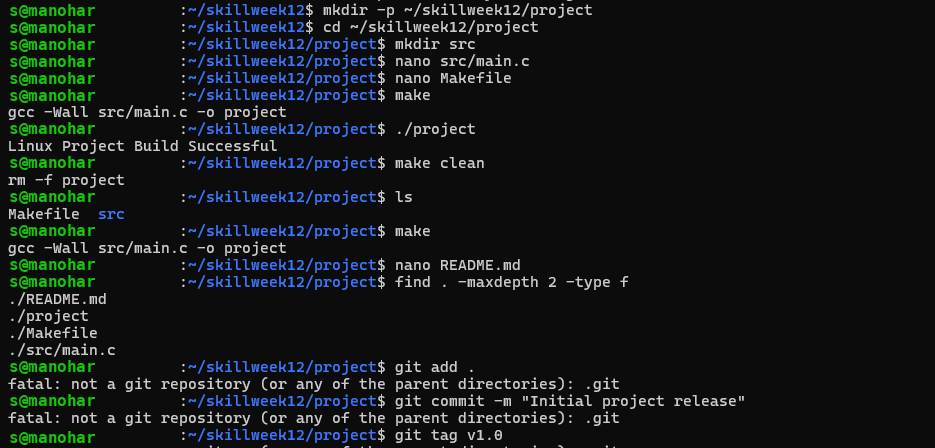 s@manohar :~/skillweek12$ mkdir -p ~/skillweek12/project
s@manohar :~/skillweek12$ cd ~/skillweek12/project
s@manohar :~/skillweek12/project$ mkdir src
s@manohar :~/skillweek12/project$ nano src/main.c
s@manohar :~/skillweek12/project$ nano Makefile
s@manohar :~/skillweek12/project$ make
gcc -Wall src/main.c -o project
s@manohar :~/skillweek12/project$ ./project
Linux Project Build Successful
s@manohar :~/skillweek12/project$ make clean
rm -f project
s@manohar :~/skillweek12/project$ ls
Makefile  src
s@manohar :~/skillweek12/project$ make
gcc -Wall src/main.c -o project
s@manohar :~/skillweek12/project$ nano README.md
s@manohar :~/skillweek12/project$ find . -maxdepth 2 -type f
./README.md
./project
./Makefile
./src/main.c
s@manohar :~/skillweek12/project$ git add .
fatal: not a git repository (or any of the parent directories): .git
s@manohar :~/skillweek12/project$ git commit -m "Initial project release"
fatal: not a git repository (or any of the parent directories): .git
s@manohar :~/skillweek12/project$ git tag v1.0